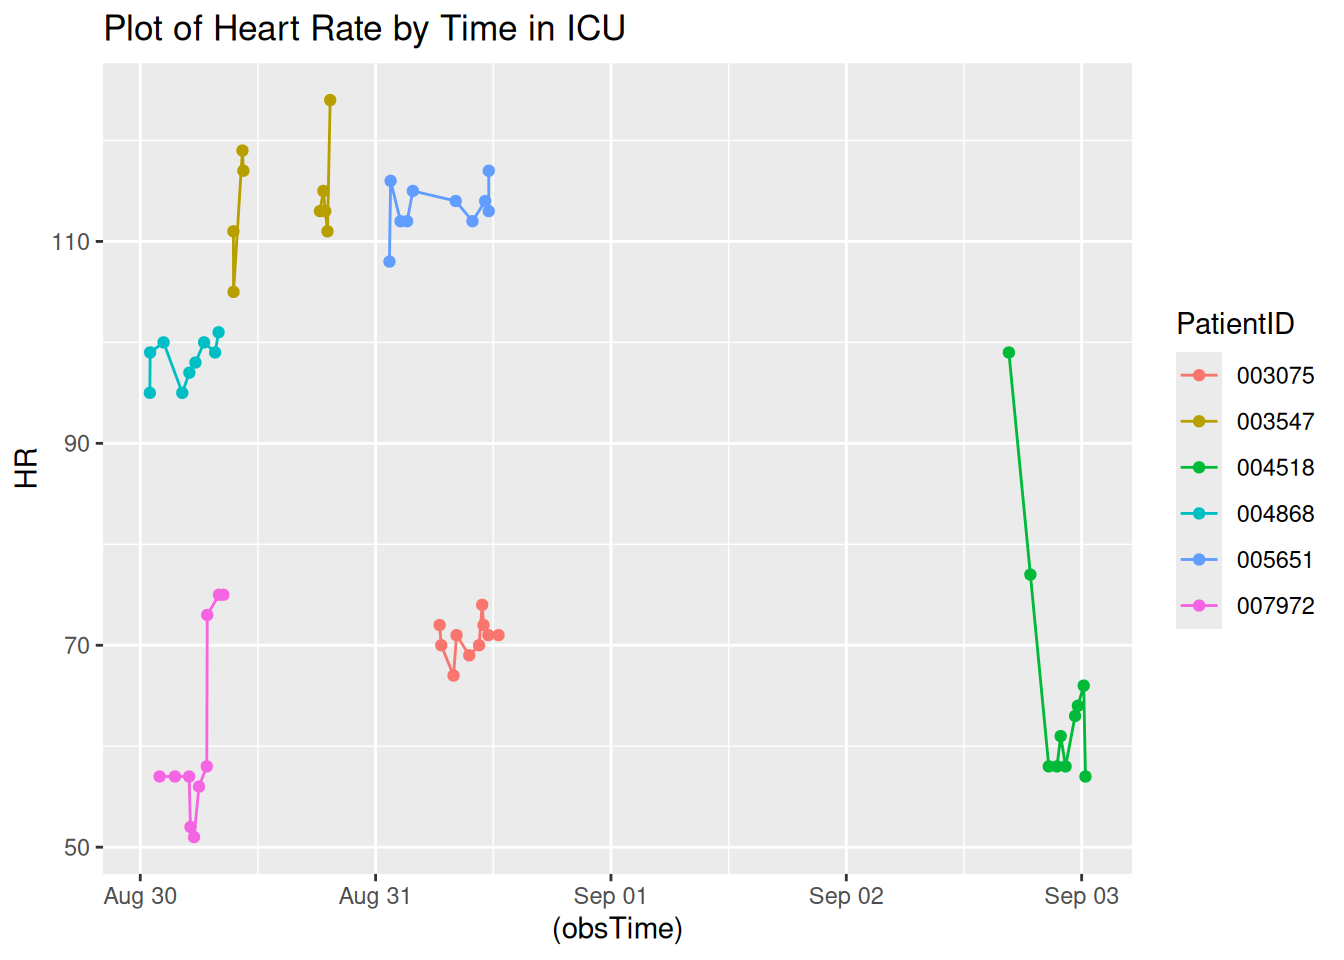 Plot of Heart Rate by Time in ICU
HR
110
90
70
50
Aug 30 Aug 31 Sep 01 Sep 02 Sep 03
(obsTime)
PatientID
003075
003547
004518
004868
005651
007972